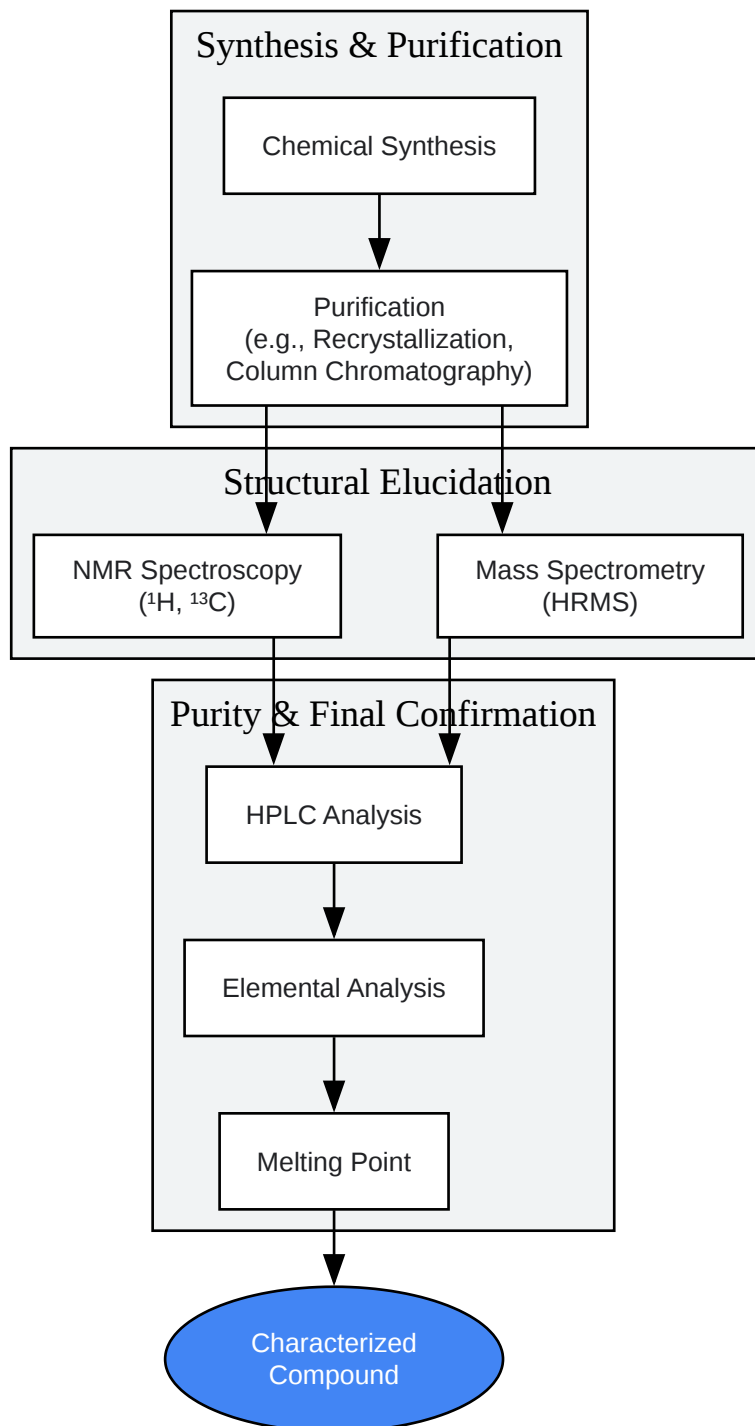 Synthesis & Purification
Chemical Synthesis
Purification
(e.g., Recrystallization,
Column Chromatography)
Structural Elucidation
NMR Spectroscopy
(¹H, ¹³C)
Mass Spectrometry
(HRMS)
Purity & Final Confirmation
HPLC Analysis
Elemental Analysis
Melting Point
Characterized
Compound